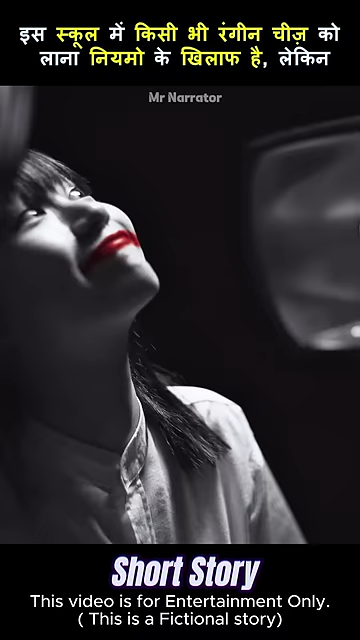 इस स्कूल में किसी भी रंगीन चीज़ को
लाना नियमो के खिलाफ है, लेकिन
Mr Narrator
Short Story
This video is for Entertainment Only.
( This is a Fictional story)